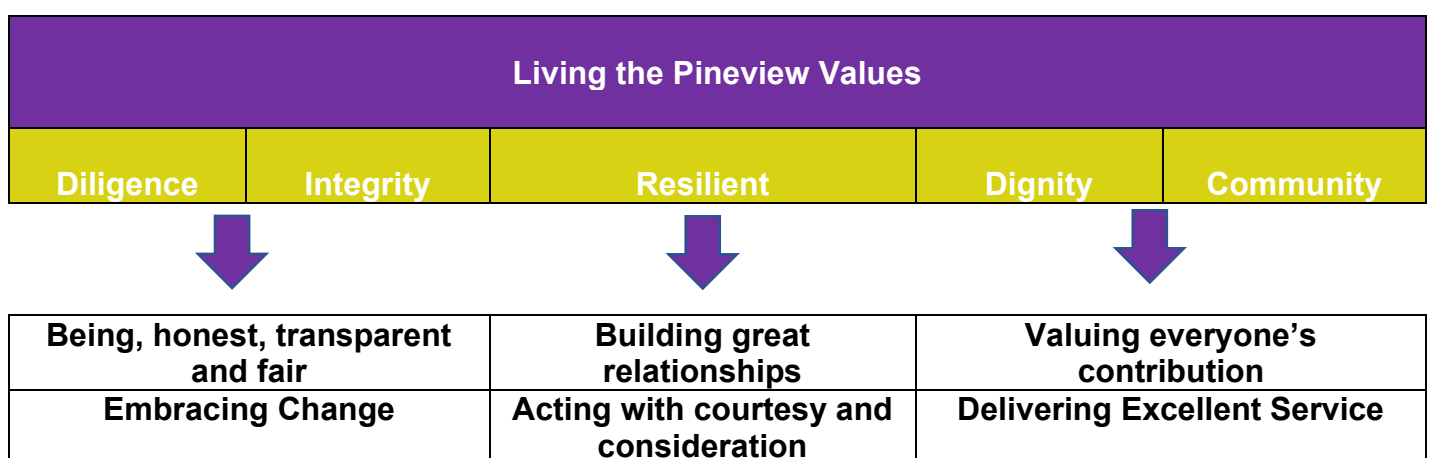 Living the Pineview Values
Diligence Integrity Resilient Dignity Community
Being, honest, transparent
and fair
Building great
relationships
Valuing everyone’s
contribution
Embracing Change
Acting with courtesy and
consideration
Delivering Excellent Service